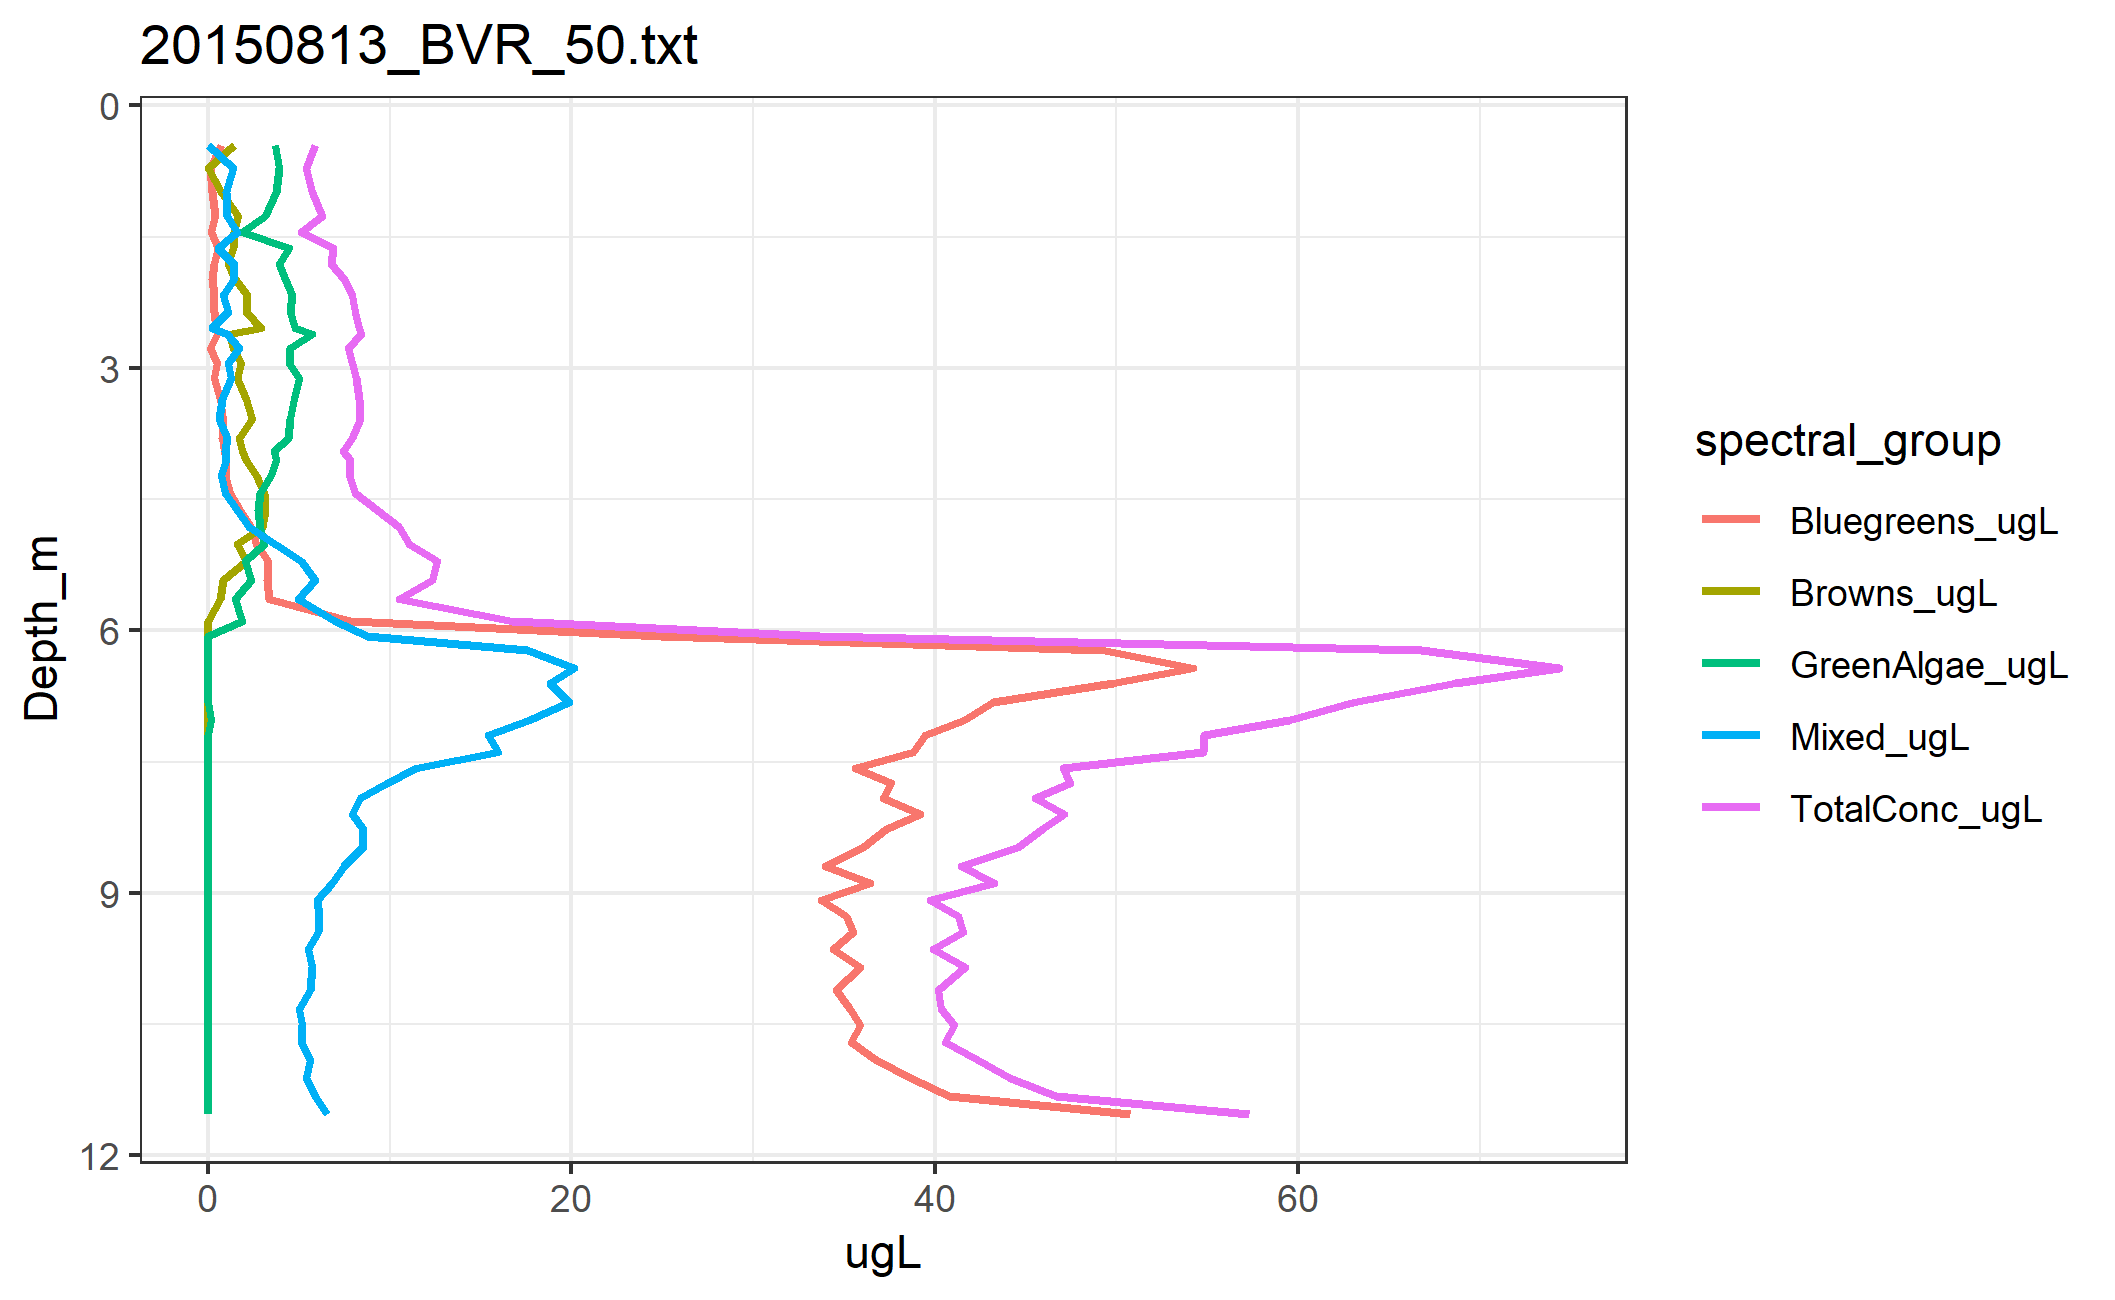 20150813_BVR_50.txt
0
3
6
9
12
Depth_m
0 20 40 60
ugL
spectral_group
Bluegreens_ugL
Browns_ugL
GreenAlgae_ugL
Mixed_ugL
TotalConc_ugL